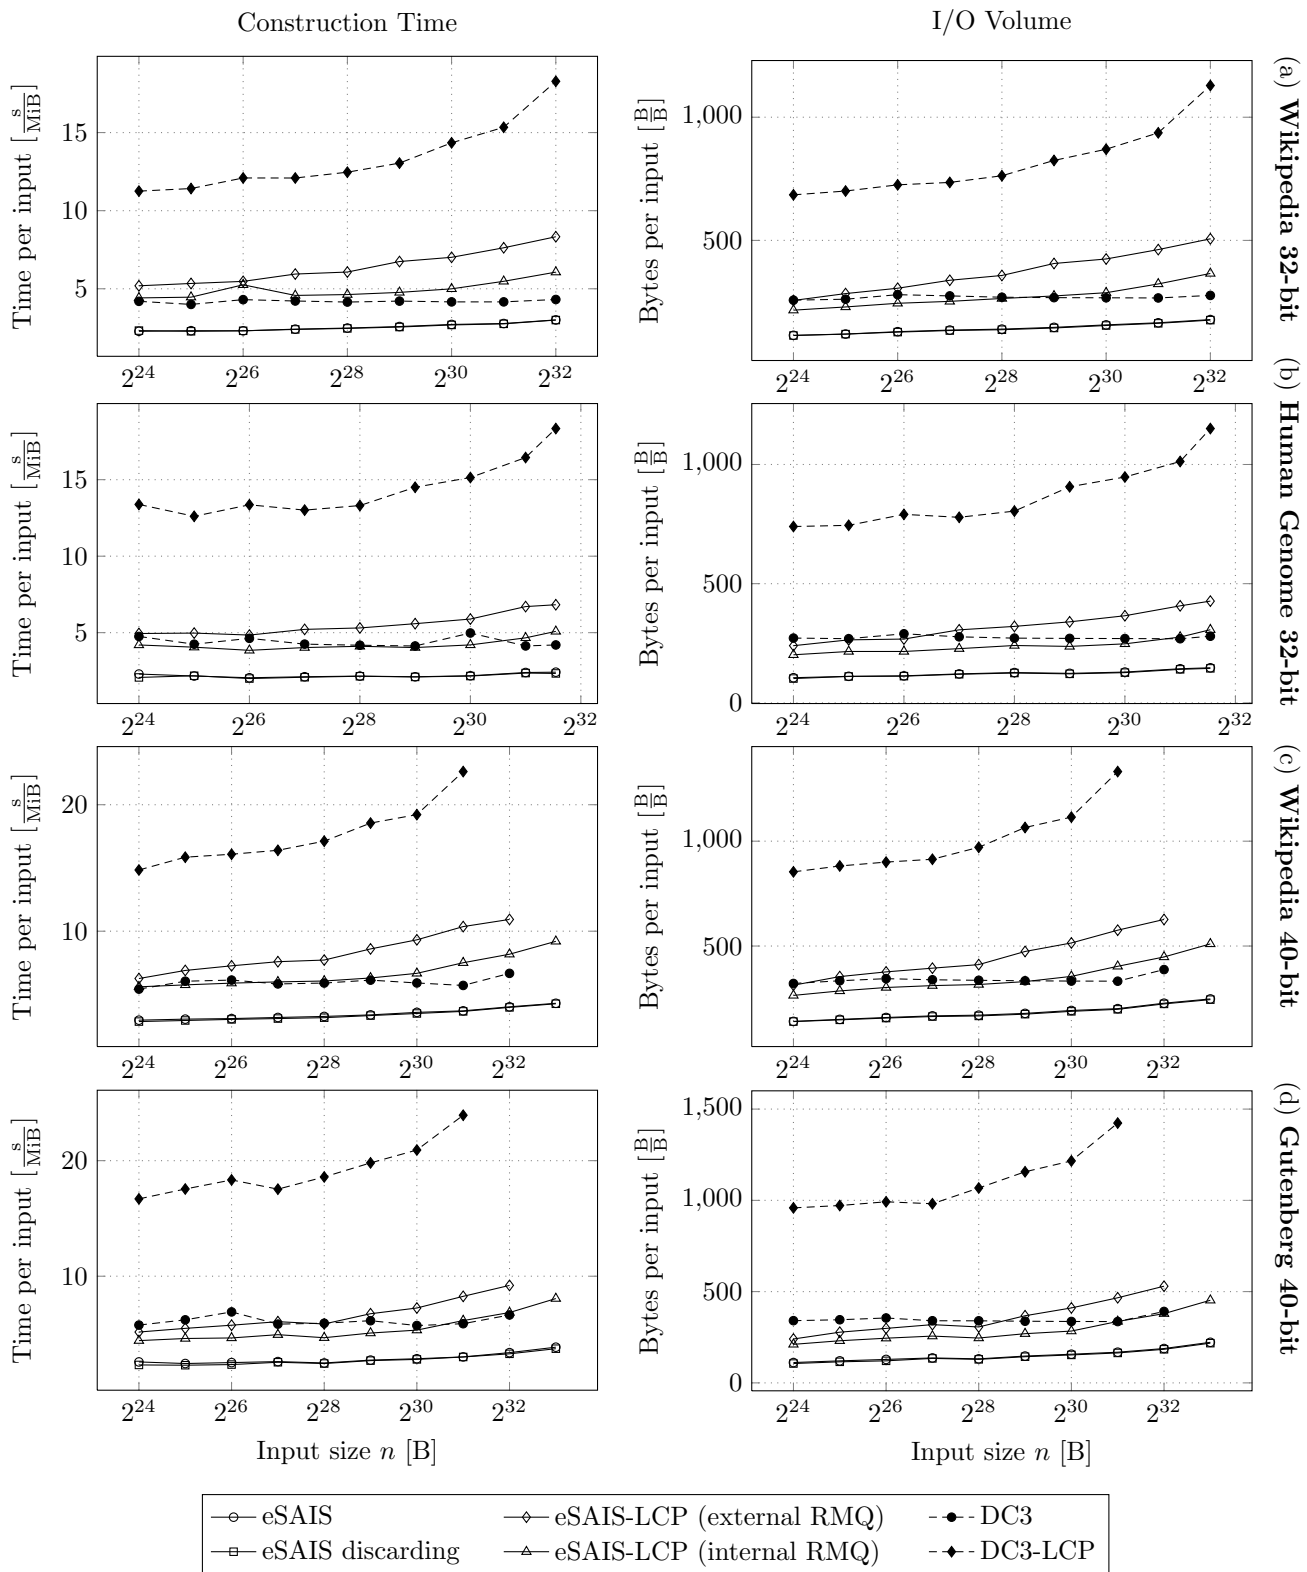 Construction Time
I/O Volume
Time per input [s/MiB]
15
10
5
2^24 2^26 2^28 2^30 2^32
Bytes per input [B/B]
1,000
500
2^24 2^26 2^28 2^30 2^32
(a) Wikipedia 32-bit
Time per input [s/MiB]
15
10
5
2^24 2^26 2^28 2^30 2^32
Bytes per input [B/B]
1,000
500
0
2^24 2^26 2^28 2^30 2^32
(b) Human Genome 32-bit
Time per input [s/MiB]
20
10
2^24 2^26 2^28 2^30 2^32
Bytes per input [B/B]
1,000
500
2^24 2^26 2^28 2^30 2^32
(c) Wikipedia 40-bit
Time per input [s/MiB]
20
10
2^24 2^26 2^28 2^30 2^32
Input size n [B]
Bytes per input [B/B]
1,500
1,000
500
0
2^24 2^26 2^28 2^30 2^32
Input size n [B]
(d) Gutenberg 40-bit
eSAIS
eSAIS-LCP (external RMQ)
DC3
eSAIS discarding
eSAIS-LCP (internal RMQ)
DC3-LCP